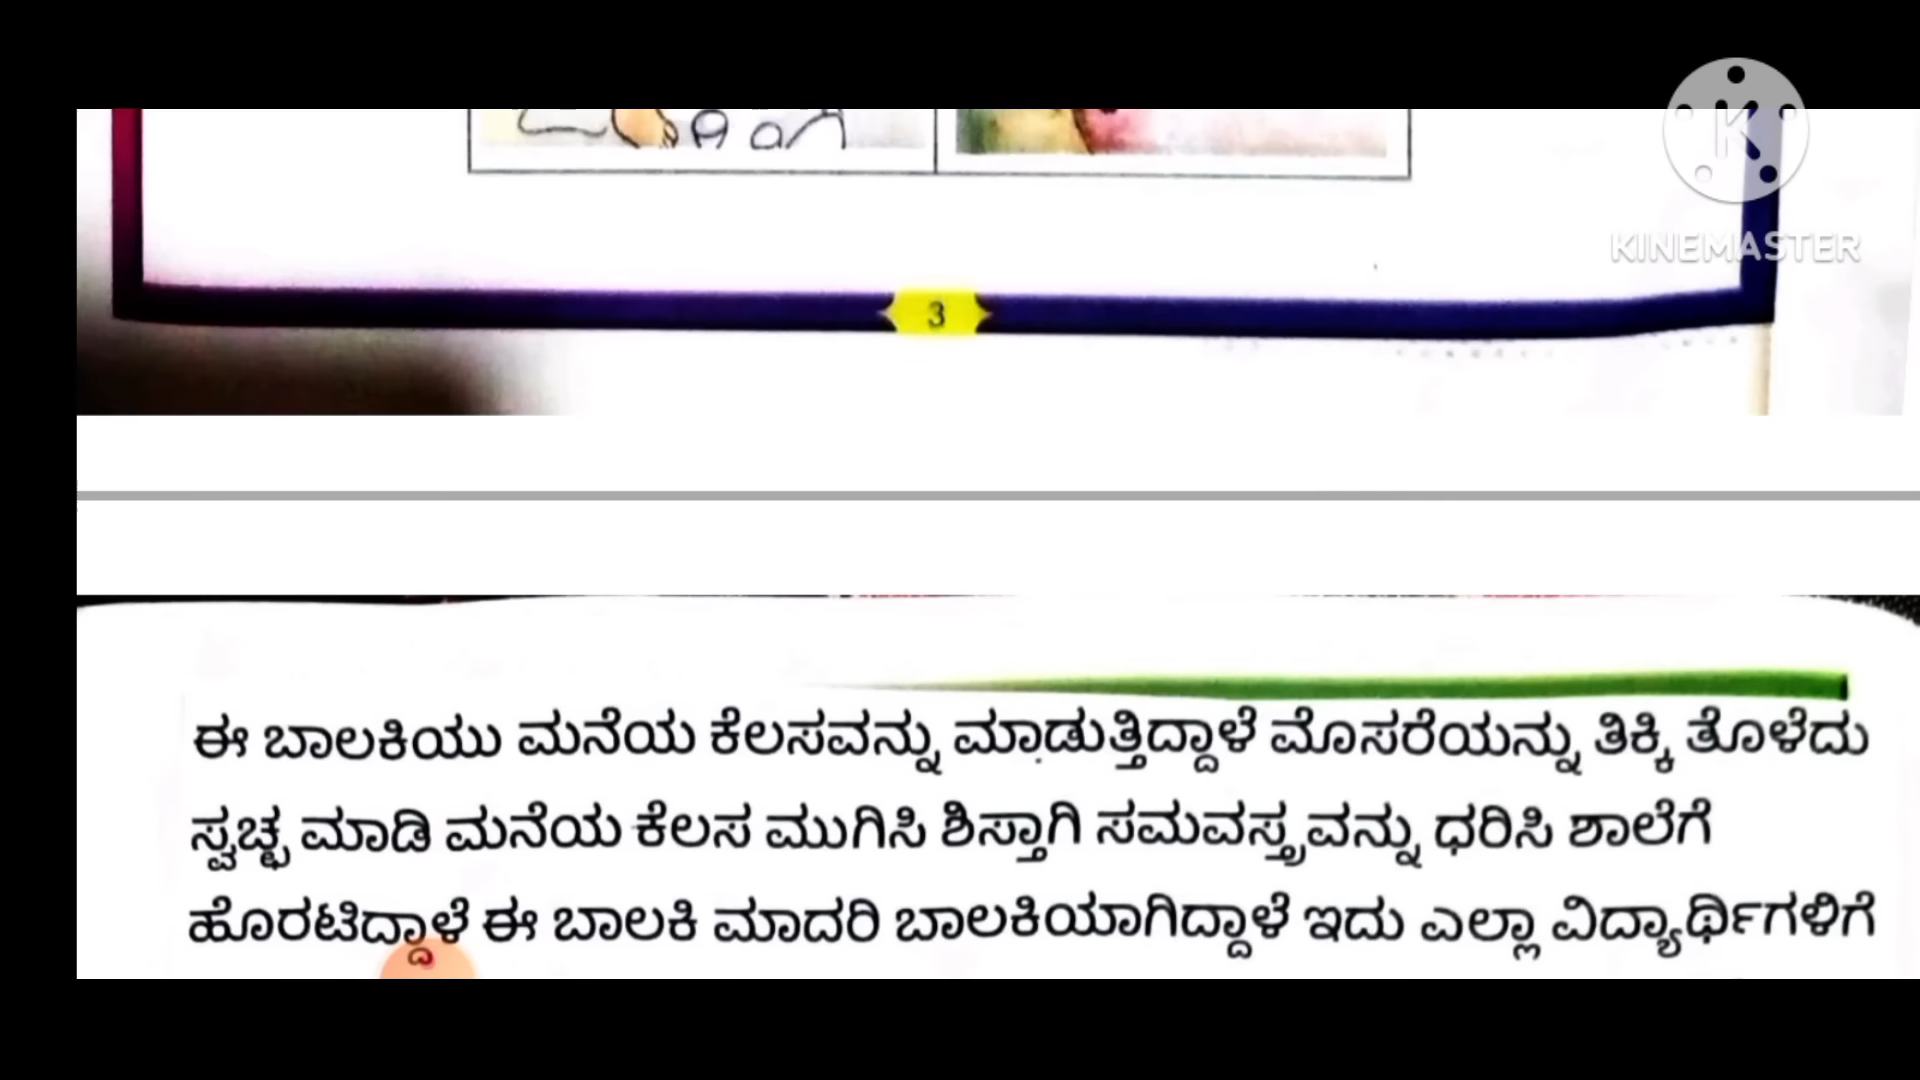 KINEMASTER
3
ಈ ಬಾಲಕಿಯು ಮನೆಯ ಕೆಲಸವನ್ನು ಮಾಡುತ್ತಿದ್ದಾಳೆ ಮೊಸರೆಯನ್ನು ತಿಕ್ಕಿ ತೊಳೆದು
ಸ್ವಚ್ಛ ಮಾಡಿ ಮನೆಯ ಕೆಲಸ ಮುಗಿಸಿ ಶಿಸ್ತಾಗಿ ಸಮವಸ್ತ್ರವನ್ನು ಧರಿಸಿ ಶಾಲೆಗೆ
ಹೊರಟಿದ್ದಾಳೆ ಈ ಬಾಲಕಿ ಮಾದರಿ ಬಾಲಕಿಯಾಗಿದ್ದಾಳೆ ಇದು ಎಲ್ಲಾ ವಿದ್ಯಾರ್ಥಿಗಳಿಗೆ